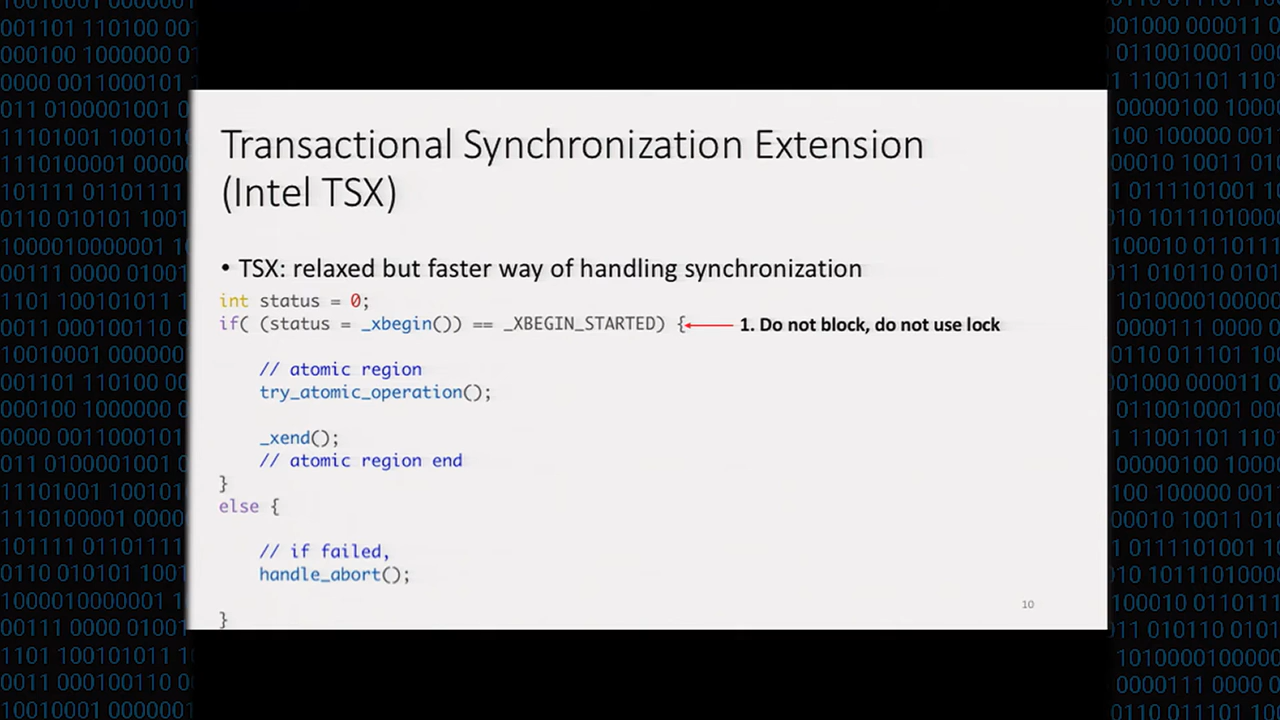 Transactional Synchronization Extension
(Intel TSX)
• TSX: relaxed but faster way of handling synchronization
int status = 0;
if( (status = _xbegin()) == _XBEGIN_STARTED) {
1. Do not block, do not use lock
// atomic region
try_atomic_operation();
_xend();
// atomic region end
}
else {
// if failed,
handle_abort();
}
10